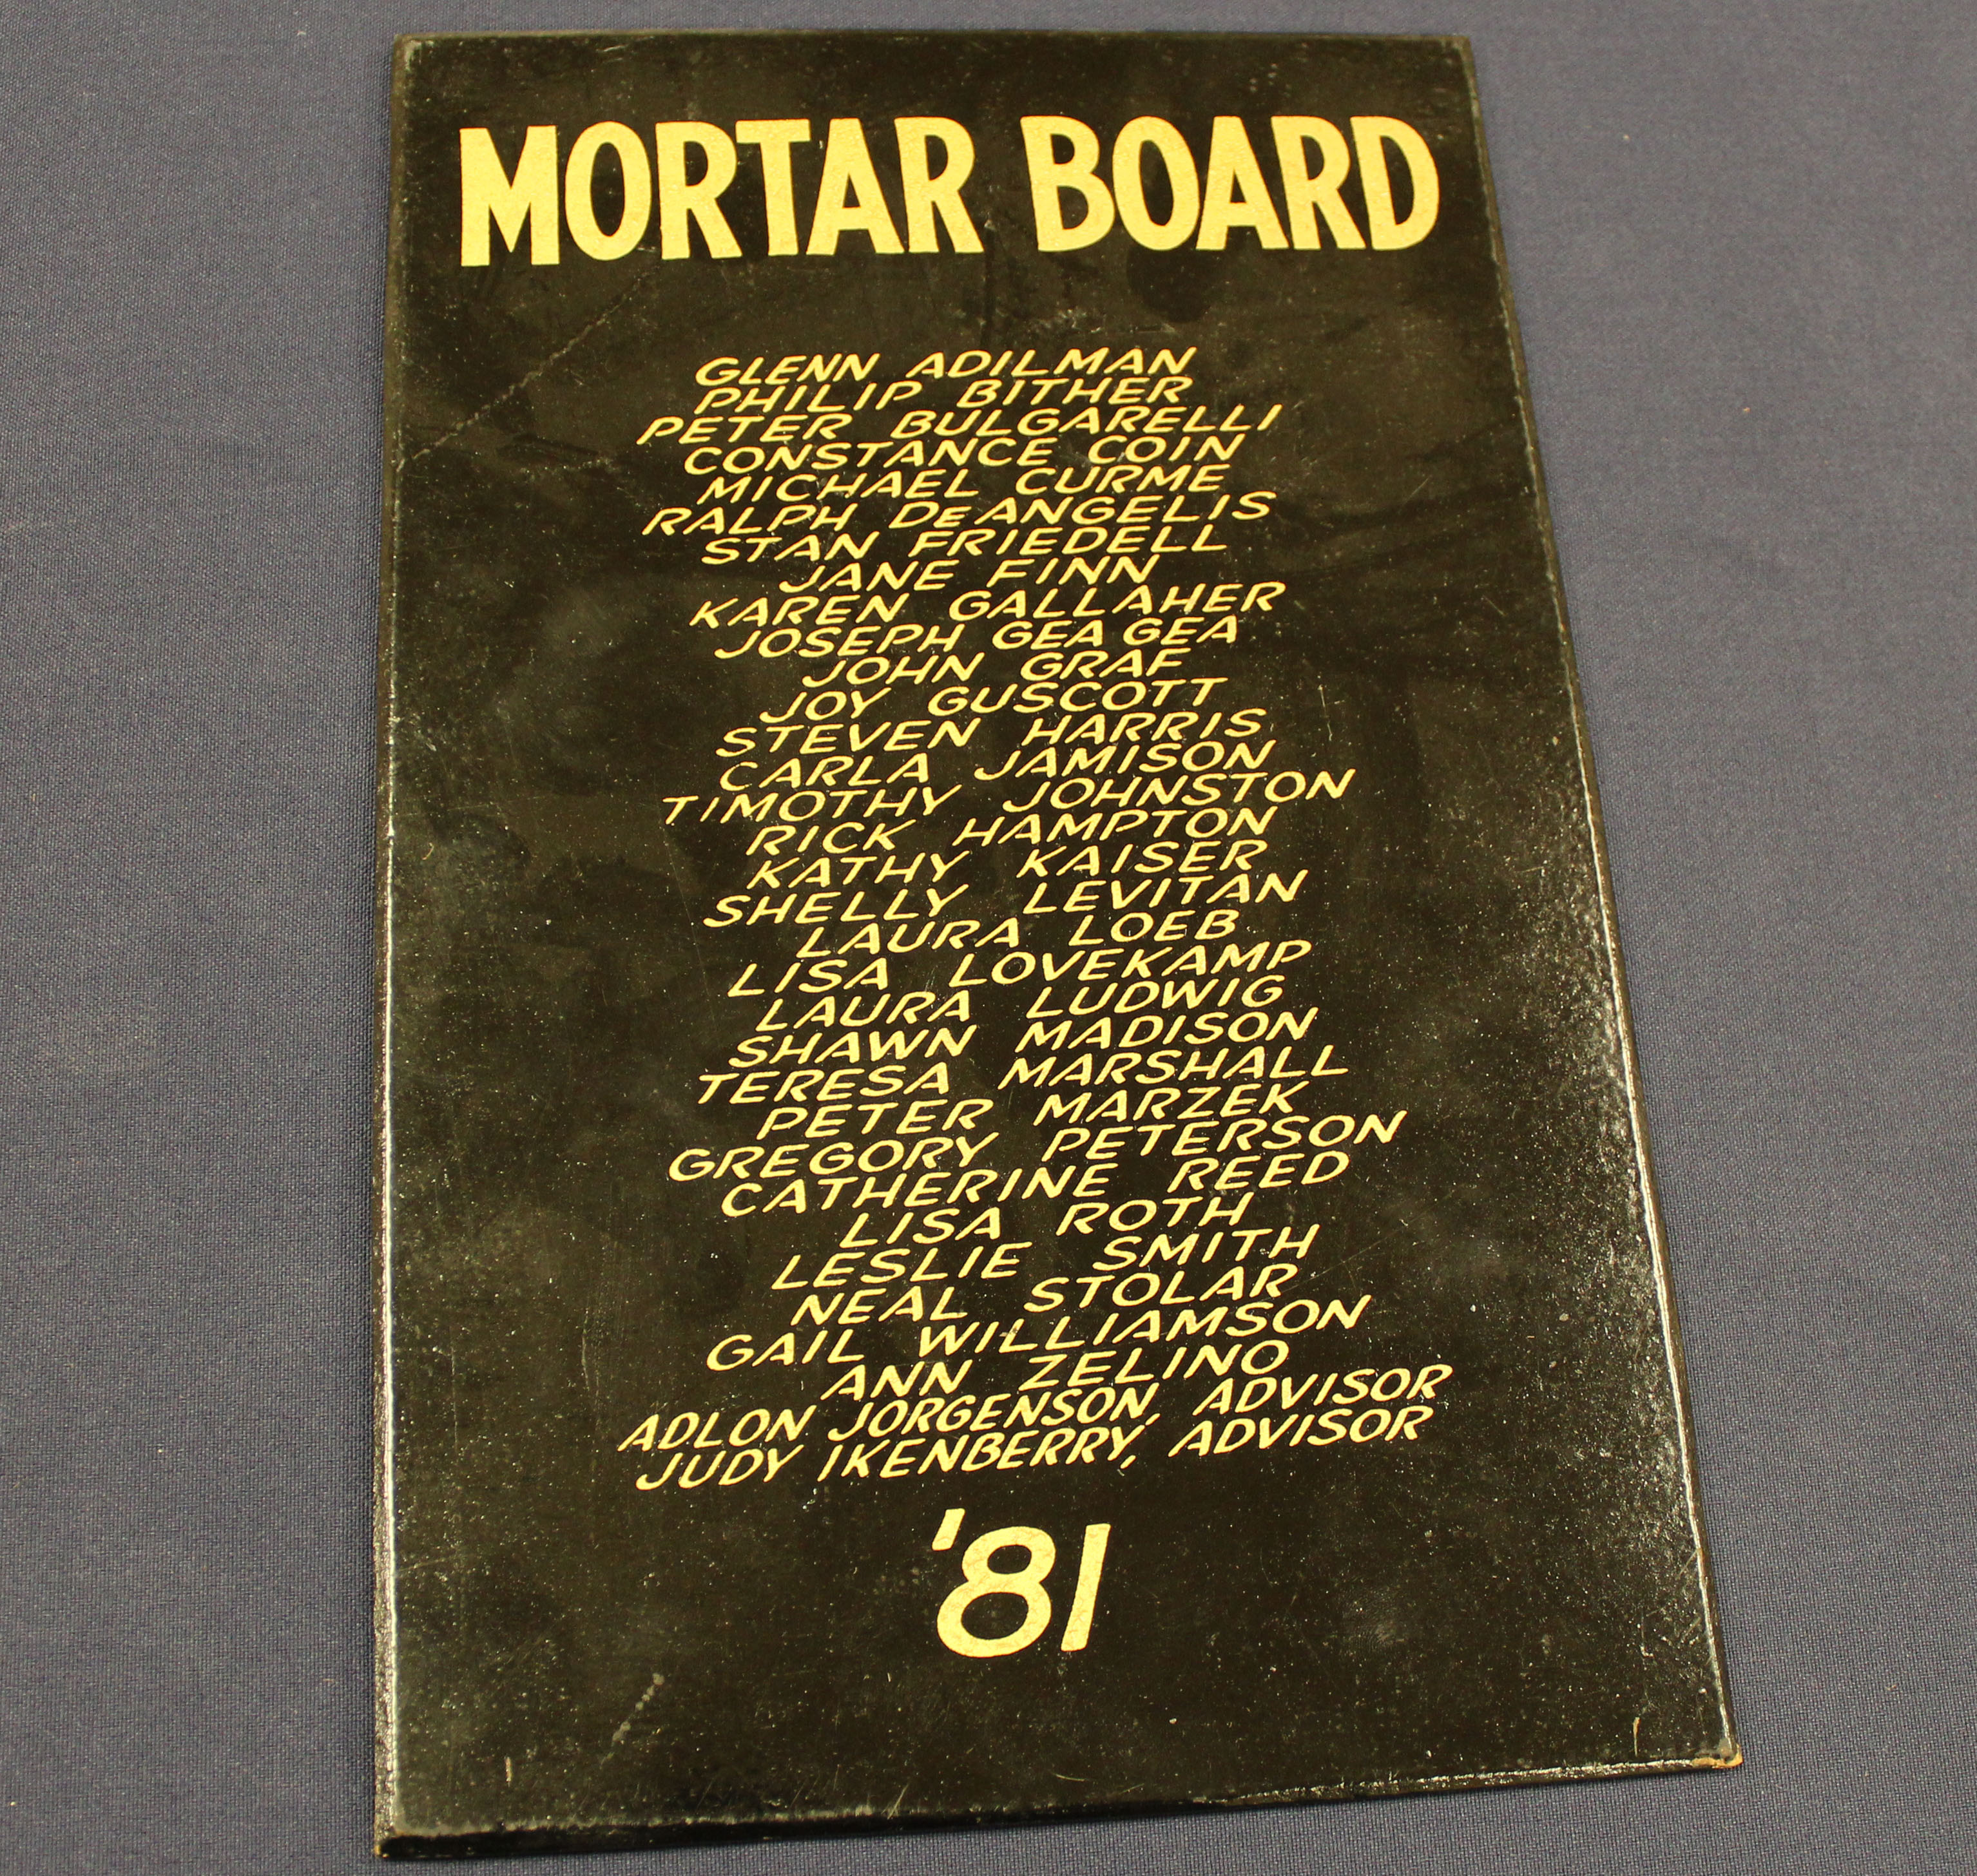 MORTAR BOARD
GLENN ADILMAN
PHILIP BITHER
PETER BULGARELLI
CONSTANCE COIN
MICHAEL CURME
RALPH DEANGELIS
STAN FRIEDELL
JANE FINN
KAREN GALLAHER
JOSEPH GEA GEA
JOHN GRAF
JOY GUSCOTT
STEVEN HARRIS
CARLA JAMISON
TIMOTHY JOHNSTON
RICK HAMPTON
KATHY KAISER
SHELLY LEVITAN
LAURA LOEB
LISA LOVEKAMP
LAURA LUDWIG
SHAWN MADISON
TERESA MARSHALL
PETER MARZEK
GREGORY PETERSON
CATHERINE REED
LISA ROTH
LESLIE SMITH
NEAL STOLAR
GAIL WILLIAMSON
ANN ZELINO
ADLON JORGENSON, ADVISOR
JUDY IKENBERRY, ADVISOR
'81